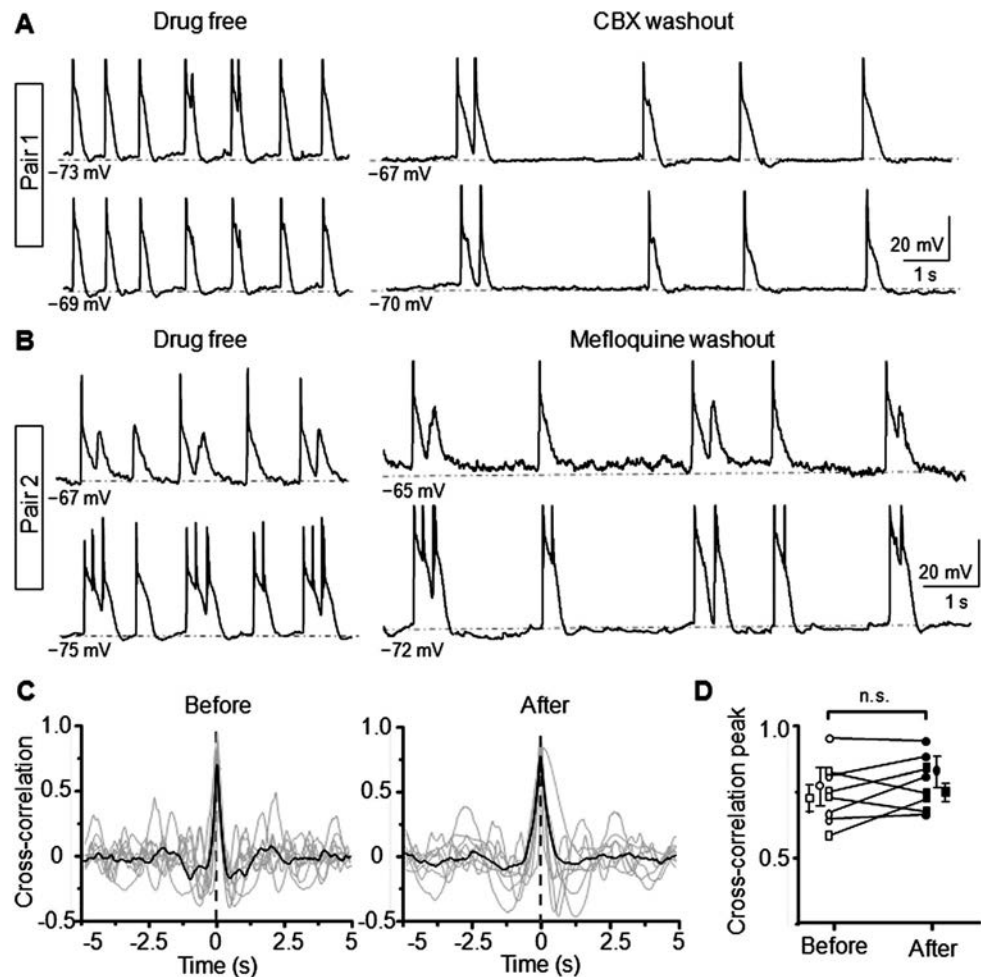 A
Drug free
CBX washout
Pair 1
−73 mV
−67 mV
−69 mV
−70 mV
20 mV
1 s
B
Drug free
Mefloquine washout
Pair 2
−67 mV
−65 mV
−75 mV
−72 mV
20 mV
1 s
C
Before
After
Cross-correlation
1.0
0.5
0
-0.5
-5 -2.5 0 2.5 5
Time (s)
1.0
0.5
0
-0.5
-5 -2.5 0 2.5 5
Time (s)
D
n.s.
Cross-correlation peak
1.0
0.5
Before
After